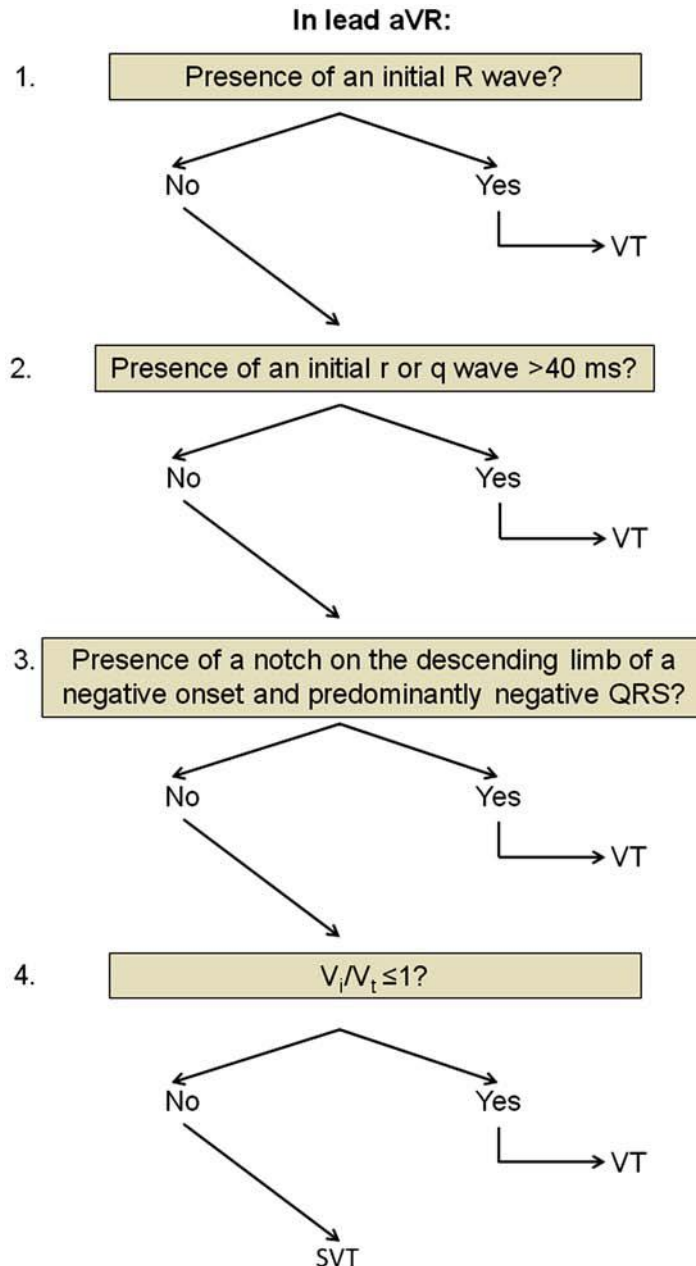 In lead aVR:
1. Presence of an initial R wave?
No Yes
VT
2. Presence of an initial r or q wave >40 ms?
No Yes
VT
3. Presence of a notch on the descending limb of a
negative onset and predominantly negative QRS?
No Yes
VT
4. Vi/Vt ≤1?
No Yes
VT
SVT